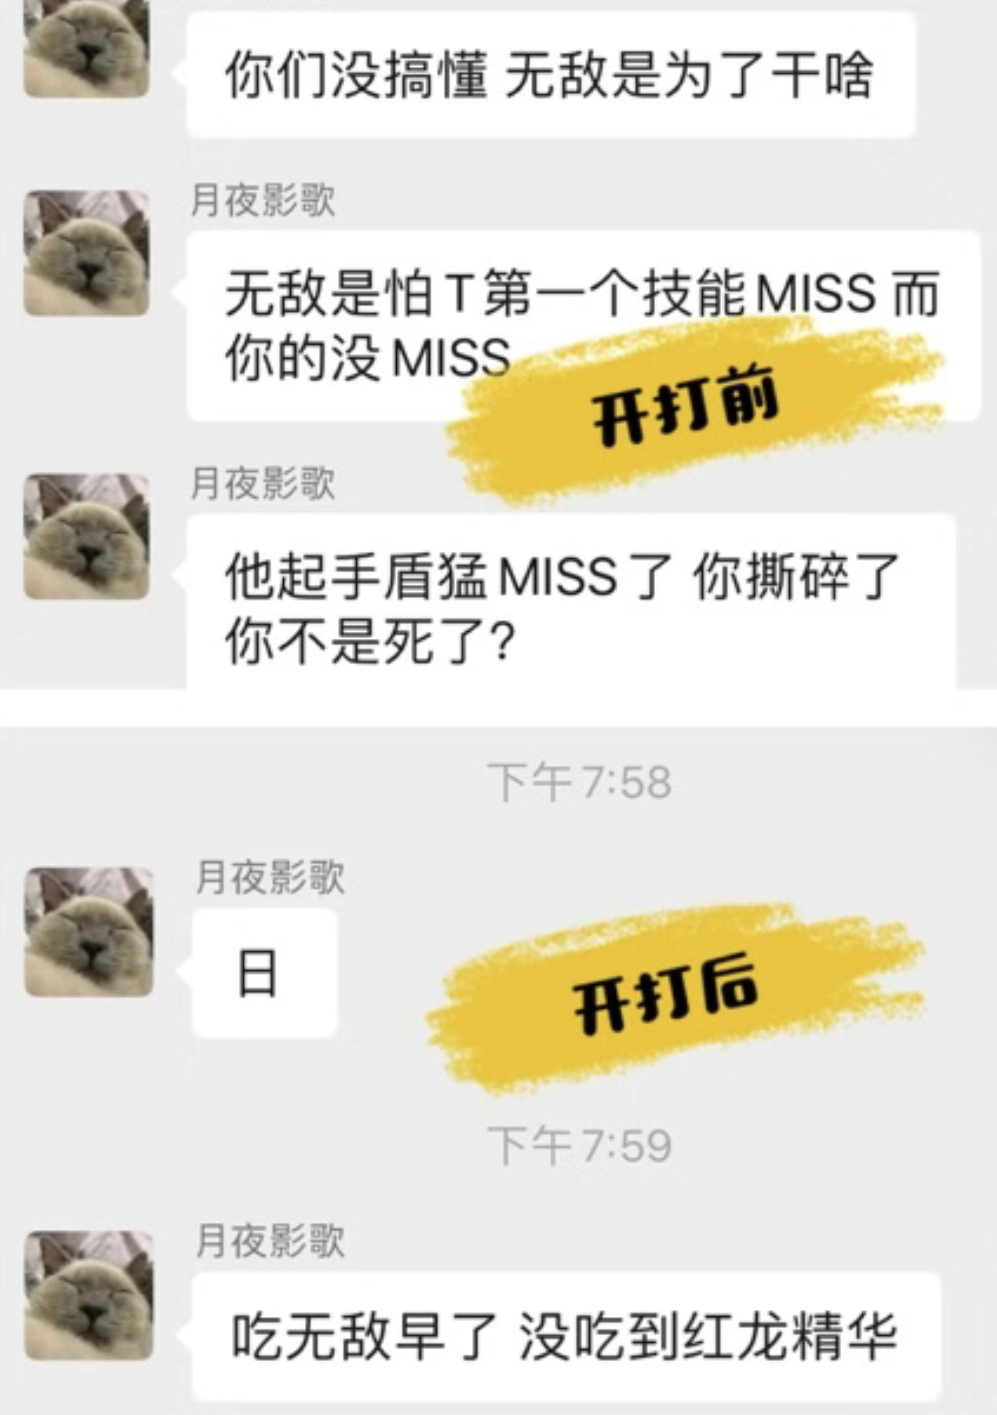 你们没搞懂 无敌是为了干啥
月夜影歌
无敌是怕T第一个技能MISS 而
你的没MISS
开打前
月夜影歌
他起手盾猛MISS了 你撕碎了
你不是死了?
下午7:58
月夜影歌
日
开打后
下午7:59
月夜影歌
吃无敌早了 没吃到红龙精华